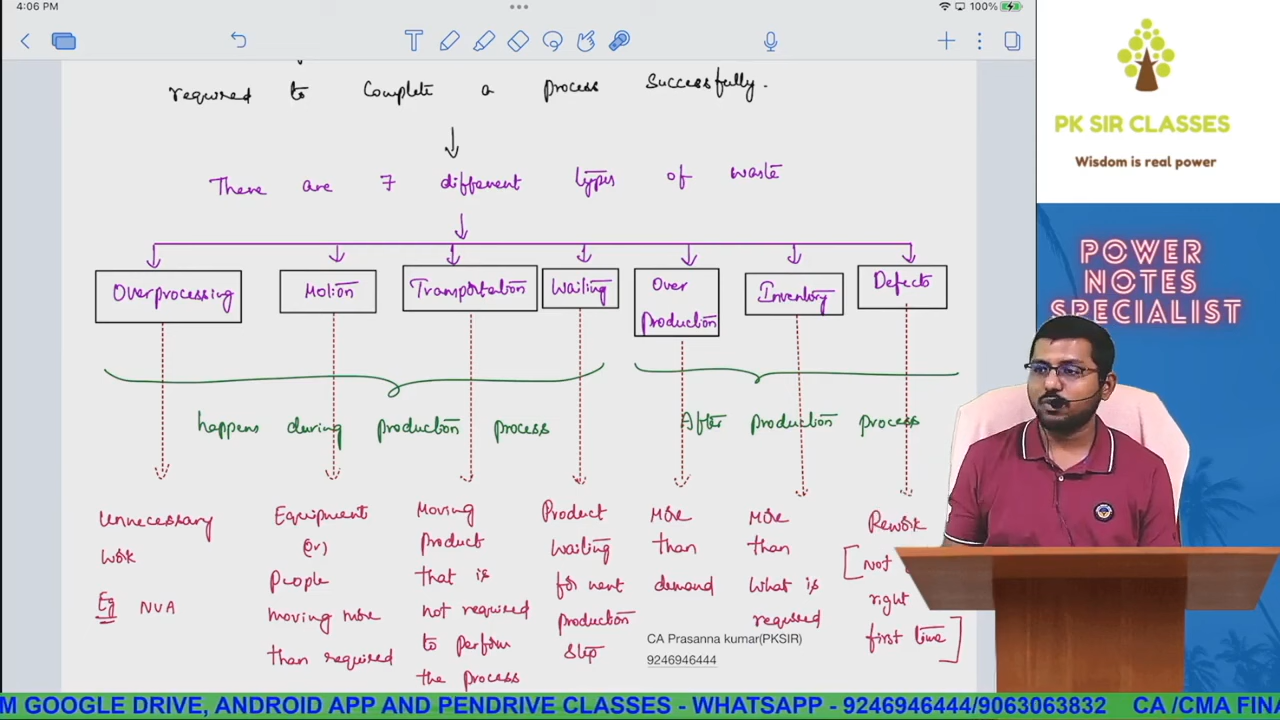 4:06 PM
100%
required to complete a process successfully.
There are 7 different types of waste
Overprocessing
Motion
Transportation
Waiting
Over
Production
Inventory
Defects
happens during production process
After production process
Unnecessary
work
Eg NVA
Equipment
(or)
People
moving more
than required
Moving
product
that is
not required
to perform
the process
Product
waiting
for next
production
step
More
than
demand
More
than
what is
required
Rework
[not
right
first time]
CA Prasanna kumar(PKSIR)
9246946444
PK SIR CLASSES
Wisdom is real power
POWER
NOTES
SPECIALIST
M GOOGLE DRIVE, ANDROID APP AND PENDRIVE CLASSES - WHATSAPP - 9246946444/9063063832 CA /CMA FINA